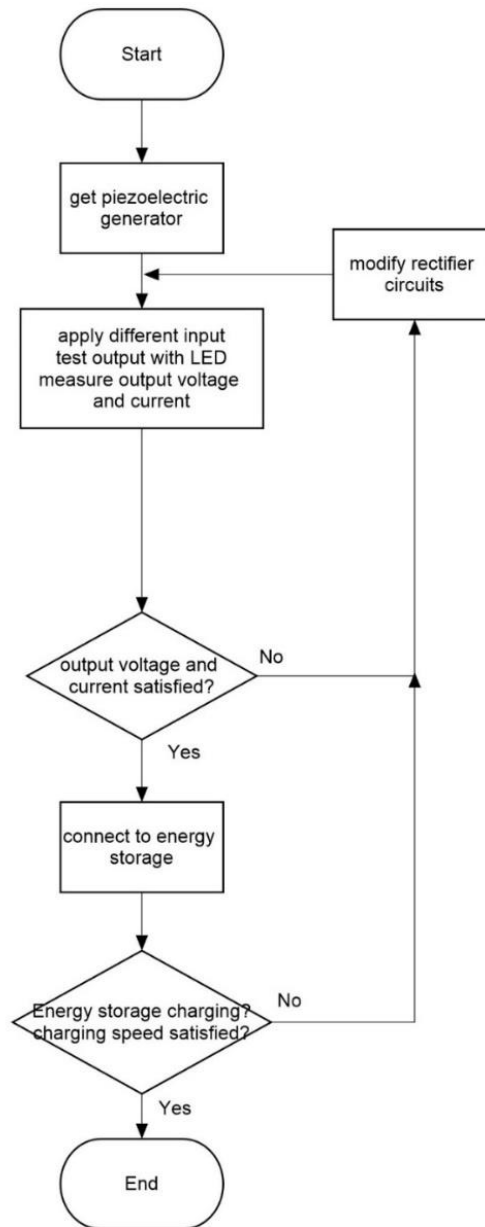 Start
get piezoelectric
generator
modify rectifier
circuits
apply different input
test output with LED
measure output voltage
and current
output voltage and
current satisfied?
No
Yes
connect to energy
storage
Energy storage charging?
charging speed satisfied?
No
Yes
End